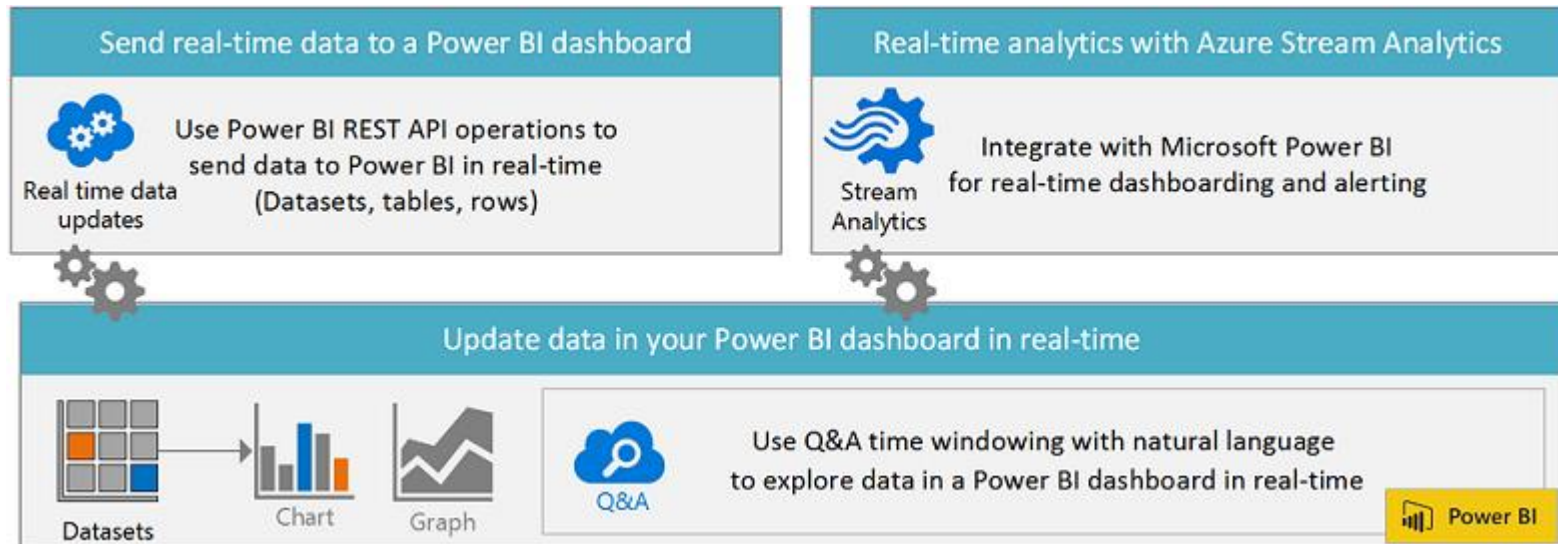 Send real-time data to a Power BI dashboard
Real time data
updates
Use Power BI REST API operations to
send data to Power BI in real-time
(Datasets, tables, rows)
Real-time analytics with Azure Stream Analytics
Stream
Analytics
Integrate with Microsoft Power BI
for real-time dashboarding and alerting
Update data in your Power BI dashboard in real-time
Datasets
Chart
Graph
Q&A
Use Q&A time windowing with natural language
to explore data in a Power BI dashboard in real-time
Power BI